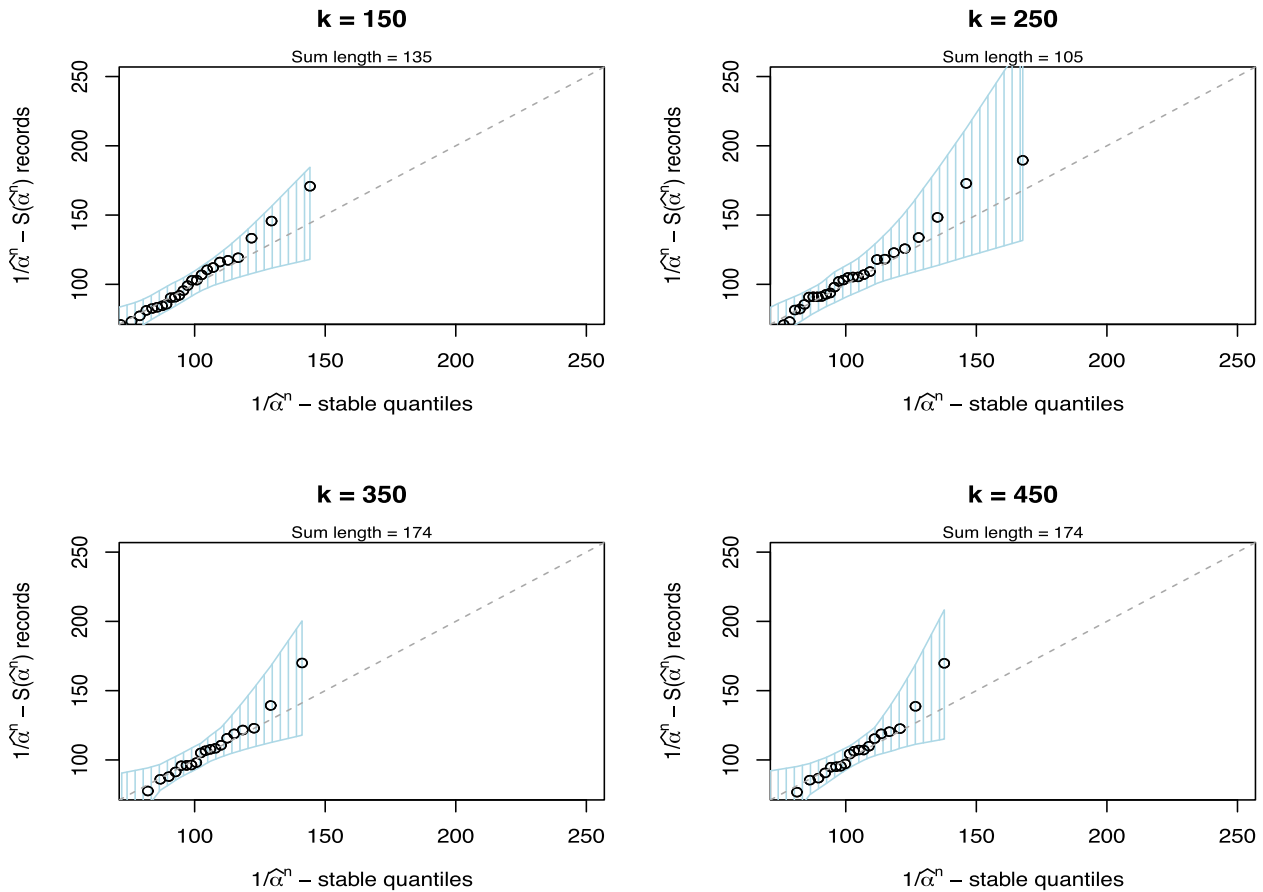 k = 150
Sum length = 135
250
200
150
100
1/α̂ⁿ – S(α̂ⁿ) records
100 150 200 250
1/α̂ⁿ – stable quantiles
k = 250
Sum length = 105
250
200
150
100
1/α̂ⁿ – S(α̂ⁿ) records
100 150 200 250
1/α̂ⁿ – stable quantiles
k = 350
Sum length = 174
250
200
150
100
1/α̂ⁿ – S(α̂ⁿ) records
100 150 200 250
1/α̂ⁿ – stable quantiles
k = 450
Sum length = 174
250
200
150
100
1/α̂ⁿ – S(α̂ⁿ) records
100 150 200 250
1/α̂ⁿ – stable quantiles